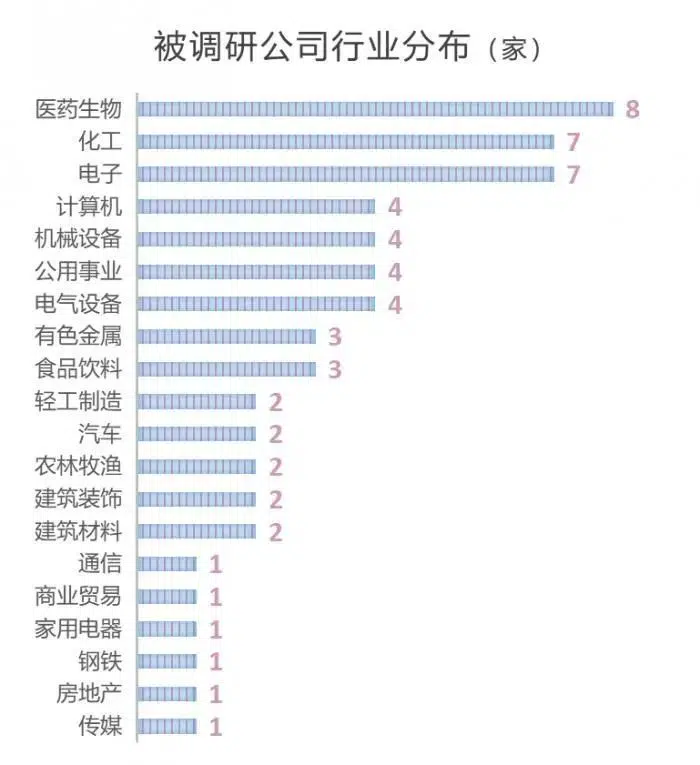 被调研公司行业分布（家）
医药生物 8
化工 7
电子 7
计算机 4
机械设备 4
公用事业 4
电气设备 4
有色金属 3
食品饮料 3
轻工制造 2
汽车 2
农林牧渔 2
建筑装饰 2
建筑材料 2
通信 1
商业贸易 1
家用电器 1
钢铁 1
房地产 1
传媒 1